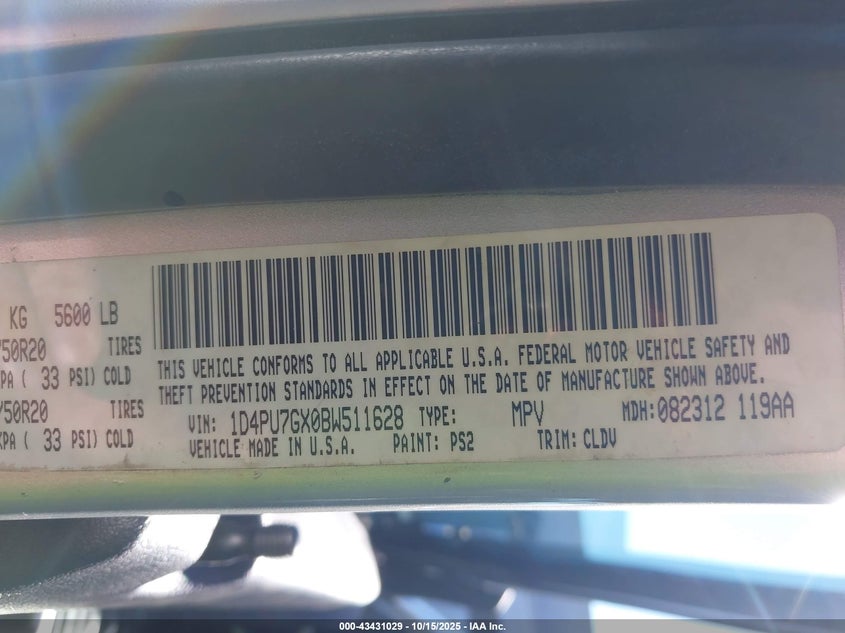 KG 5600 LB
50R20 TIRES
PA ( 33 PSI) COLD
50R20 TIRES
KPA ( 33 PSI) COLD
THIS VEHICLE CONFORMS TO ALL APPLICABLE U.S.A. FEDERAL MOTOR VEHICLE SAFETY AND
THEFT PREVENTION STANDARDS IN EFFECT ON THE DATE OF MANUFACTURE SHOWN ABOVE.
VIN: 1D4PU7GX0BW511628 TYPE: MPV MDH:082312 119AA
VEHICLE MADE IN U.S.A. PAINT: PS2 TRIM: CLDV
000-43431029 - 10/15/2025 - IAA Inc.